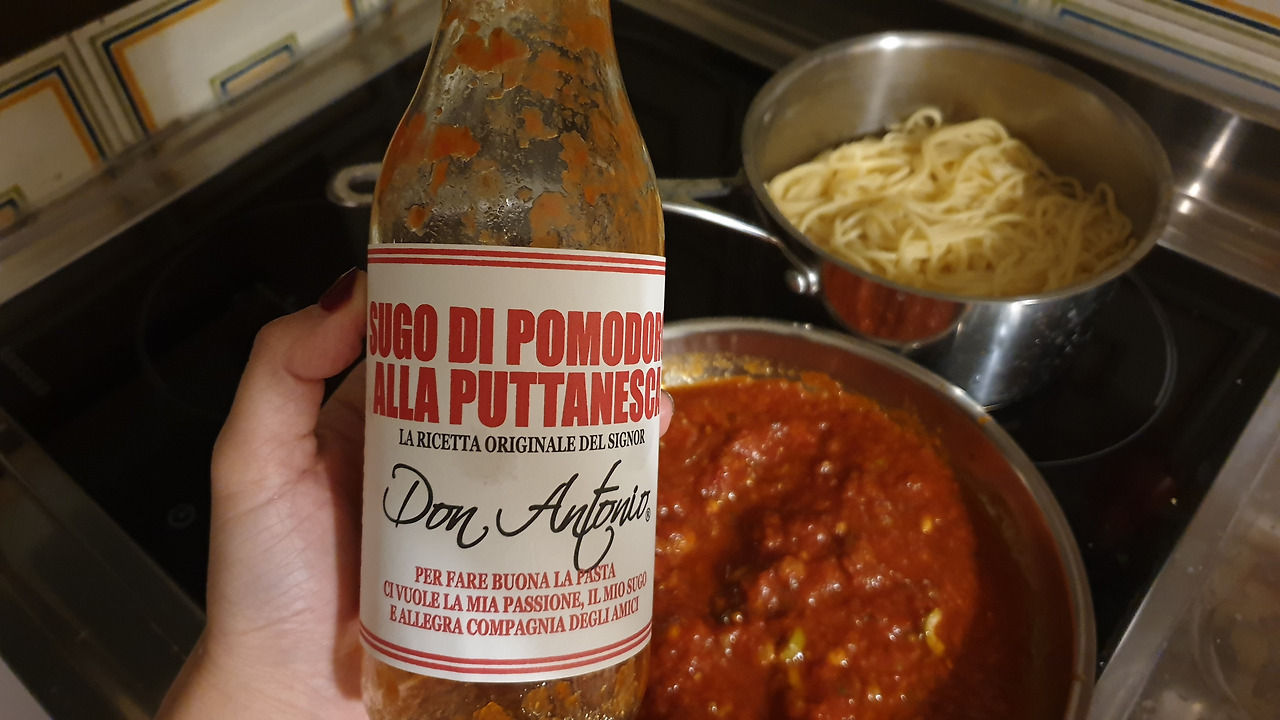 SUGO DI POMODOR
ALLA PUTTANESCA
LA RICETTA ORIGINALE DEL SIGNOR
Don Antonio®
PER FARE BUONA LA PASTA
CI VUOLE LA MIA PASSIONE, IL MIO SUGO
E ALLEGRA COMPAGNIA DEGLI AMICI